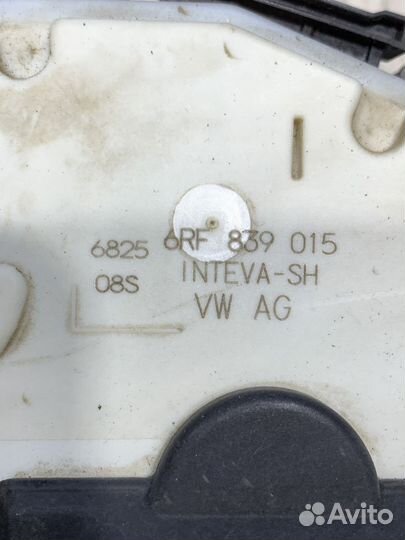 6825 6RF 839 015
08S INTEVA-SH
VW AG
Avito